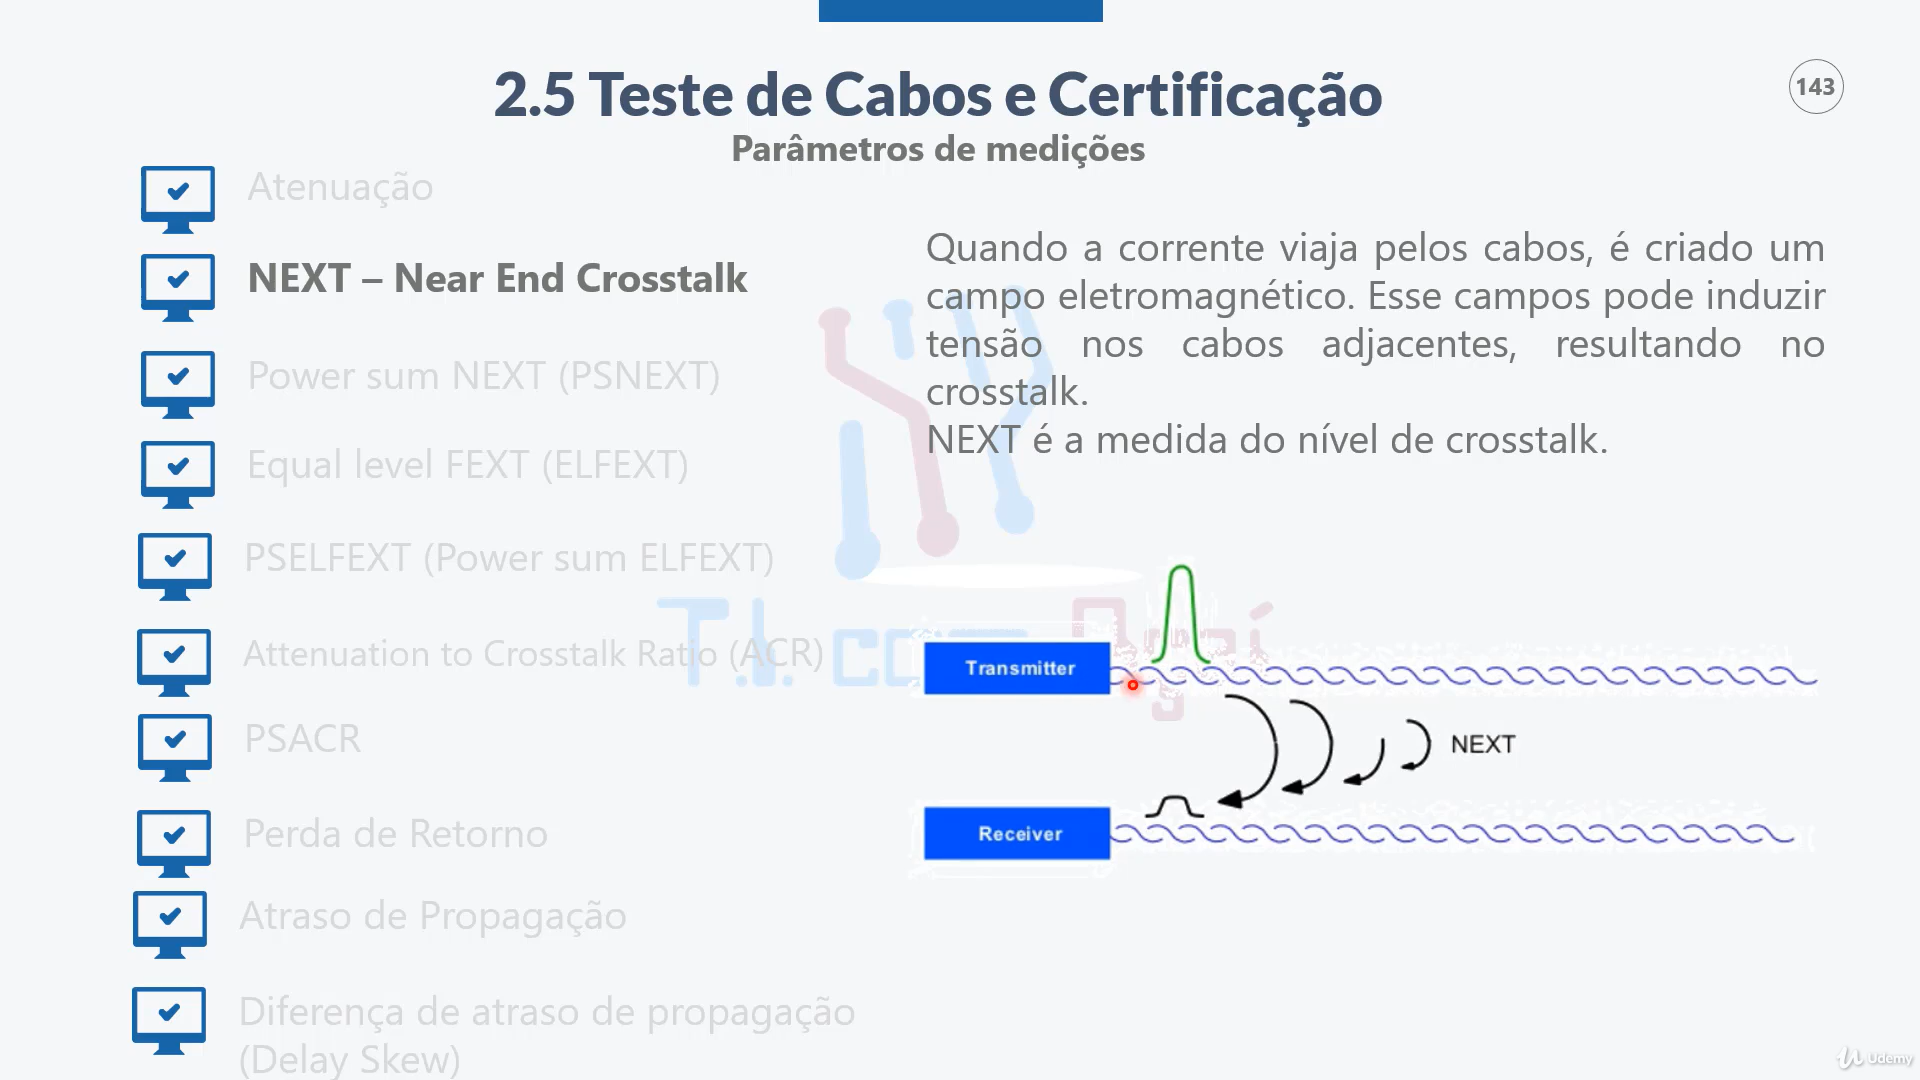 2.5 Teste de Cabos e Certificação
143
Parâmetros de medições
Atenuação
NEXT – Near End Crosstalk
Power sum NEXT (PSNEXT)
Equal level FEXT (ELFEXT)
PSELFEXT (Power sum ELFEXT)
Attenuation to Crosstalk Ratio (ACR)
PSACR
Perda de Retorno
Atraso de Propagação
Diferença de atraso de propagação
(Delay Skew)
Quando a corrente viaja pelos cabos, é criado um
campo eletromagnético. Esse campos pode induzir
tensão nos cabos adjacentes, resultando no
crosstalk.
NEXT é a medida do nível de crosstalk.
Transmitter
NEXT
Receiver
Udemy